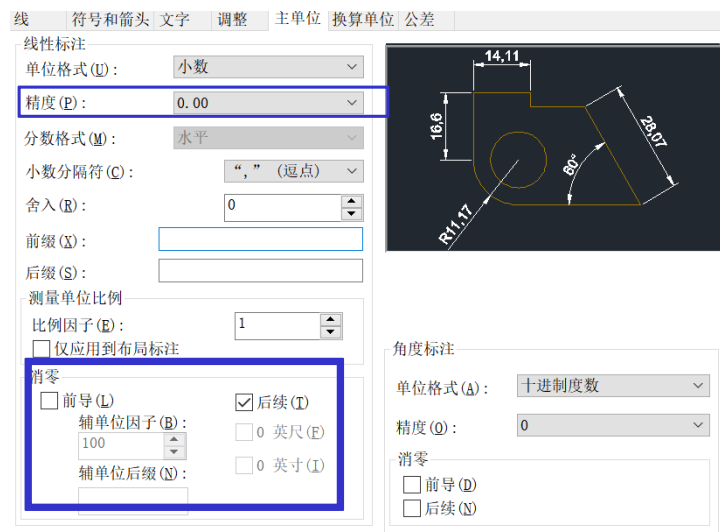 线 符号和箭头 文字 调整 主单位 换算单位 公差
线性标注
单位格式(U): 小数
精度(P): 0.00
分数格式(M): 水平
小数分隔符(C): “,” (逗点)
舍入(R): 0
前缀(X):
后缀(S):
测量单位比例
比例因子(E): 1
仅应用到布局标注
消零
前导(L) 后续(T)
辅单位因子(B): 0 英尺(F)
100
辅单位后缀(N): 0 英寸(I)
14,11
16,6
28,07
80°
R11,17
角度标注
单位格式(A): 十进制度数
精度(O): 0
消零
前导(D)
后续(N)